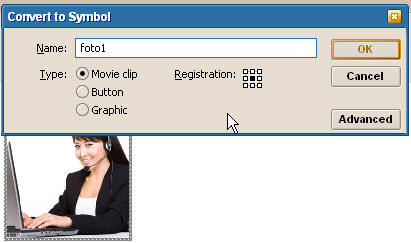 Convert to Symbol
Name: foto1
OK
Type: Movie clip Registration:
Cancel
Button
Graphic
Advanced